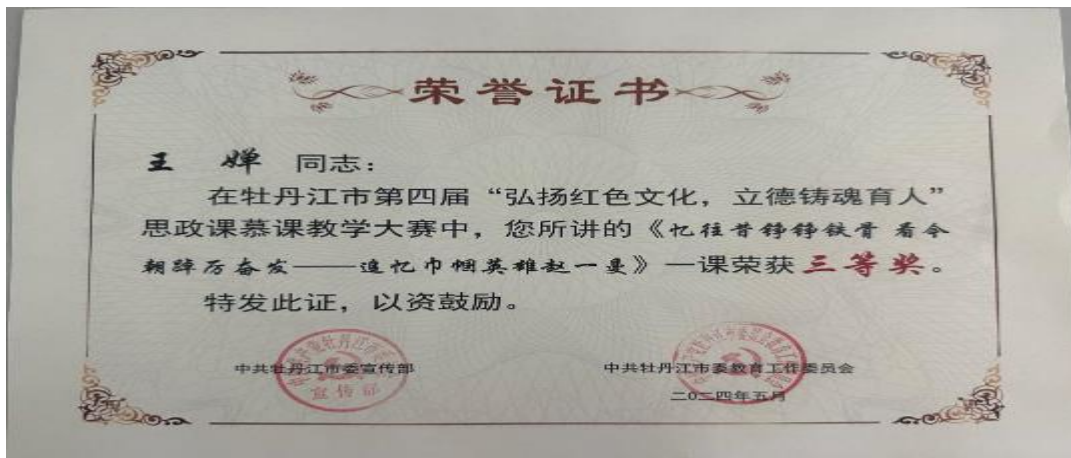 荣誉证书
王 婵 同志：
在牡丹江市第四届“弘扬红色文化，立德铸魂育人”
思政课慕课教学大赛中，您所讲的《忆往昔铮铮铁骨 看今
朝踔厉奋发——追忆巾帼英雄赵一曼》一课荣获 三等奖。
特发此证，以资鼓励。
中共牡丹江市委宣传部
中共牡丹江市委教育工作委员会
宣传部
二〇二四年五月